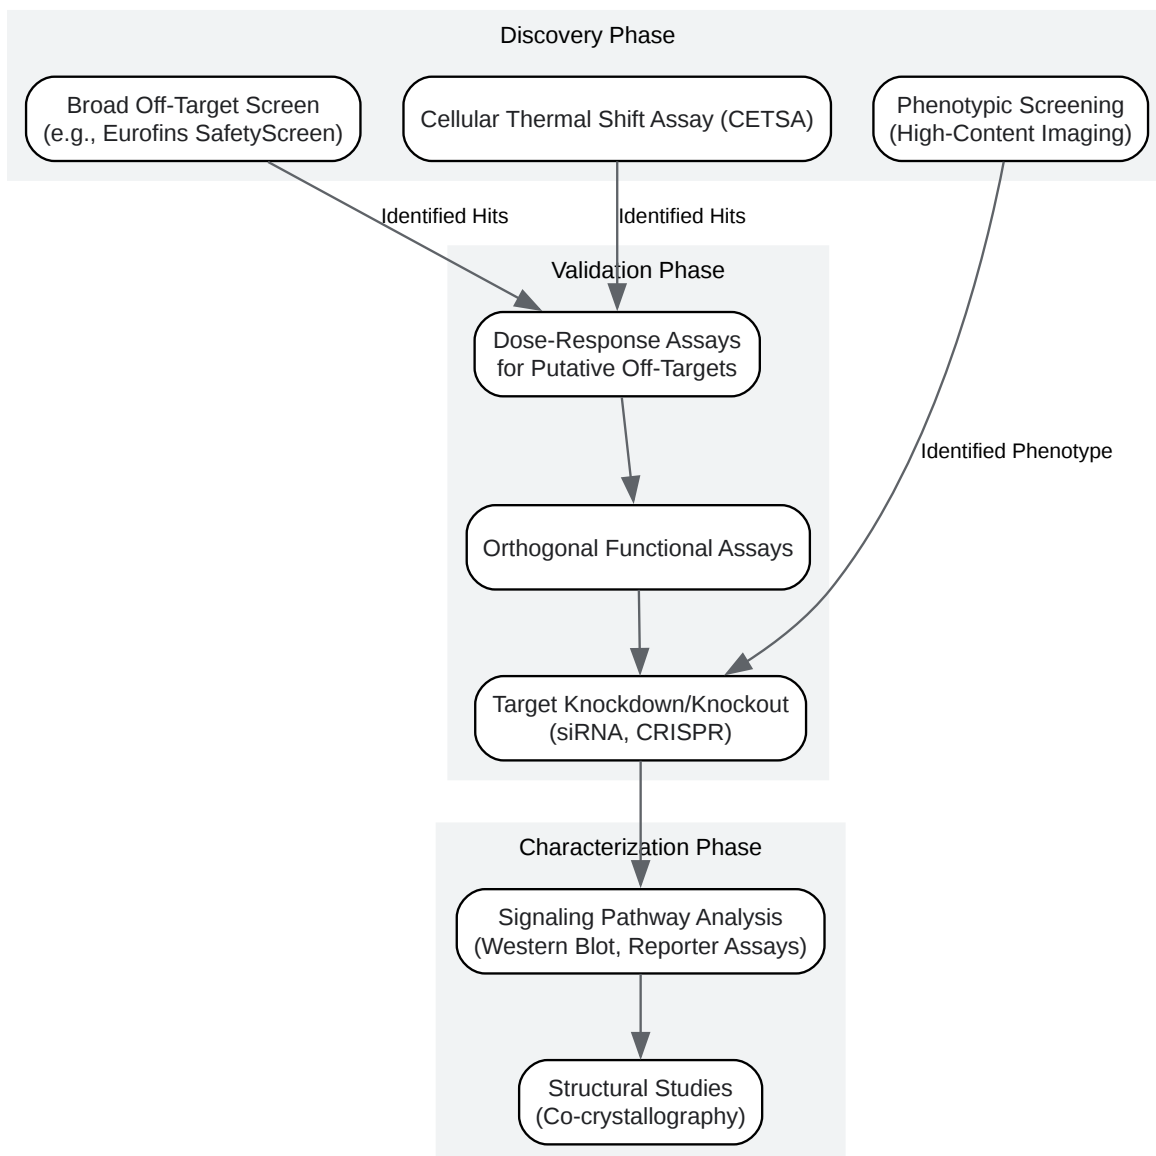 Discovery Phase
Broad Off-Target Screen
(e.g., Eurofins SafetyScreen)
Cellular Thermal Shift Assay (CETSA)
Phenotypic Screening
(High-Content Imaging)
Identified Hits
Identified Hits
Validation Phase
Dose-Response Assays
for Putative Off-Targets
Identified Phenotype
Orthogonal Functional Assays
Target Knockdown/Knockout
(siRNA, CRISPR)
Characterization Phase
Signaling Pathway Analysis
(Western Blot, Reporter Assays)
Structural Studies
(Co-crystallography)